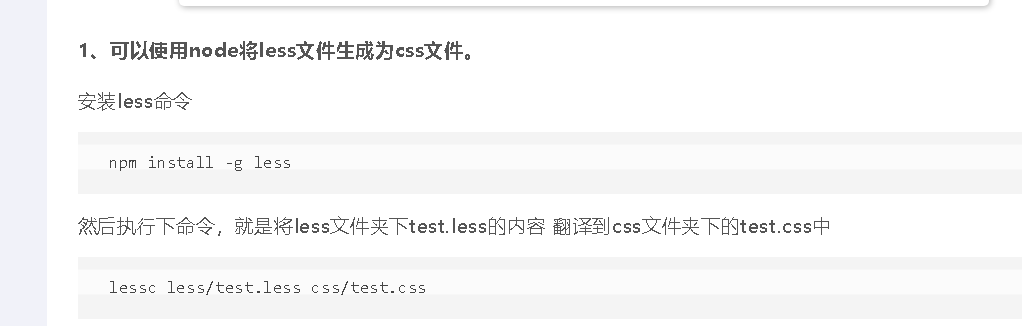 1、可以使用node将less文件生成为css文件。
安装less命令
npm install -g less
然后执行下命令，就是将less文件夹下test.less的内容 翻译到css文件夹下的test.css中
lessc less/test.less css/test.css